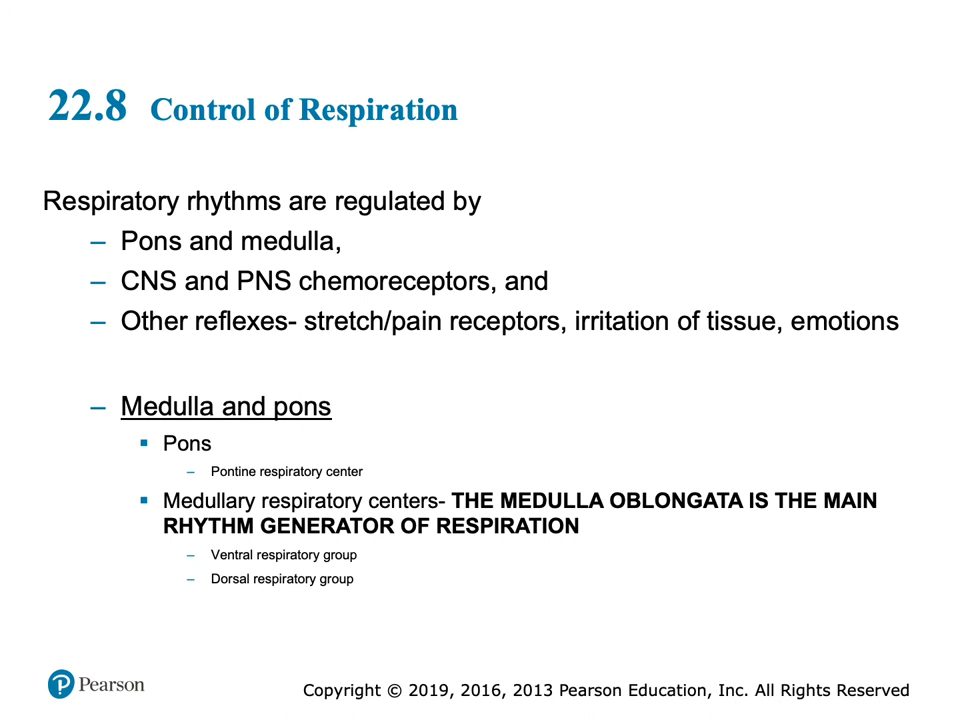 22.8 Control of Respiration
Respiratory rhythms are regulated by
– Pons and medulla,
– CNS and PNS chemoreceptors, and
– Other reflexes- stretch/pain receptors, irritation of tissue, emotions
– Medulla and pons
▪ Pons
– Pontine respiratory center
▪ Medullary respiratory centers- THE MEDULLA OBLONGATA IS THE MAIN
RHYTHM GENERATOR OF RESPIRATION
– Ventral respiratory group
– Dorsal respiratory group
Pearson
Copyright © 2019, 2016, 2013 Pearson Education, Inc. All Rights Reserved